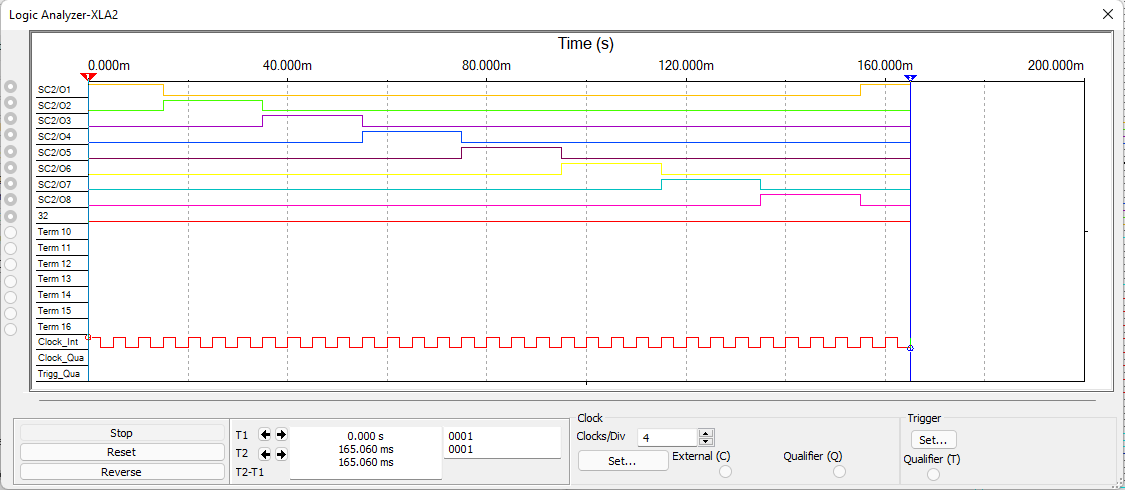 Logic Analyzer-XLA2
Time (s)
0.000m 40.000m 80.000m 120.000m 160.000m 200.000m
SC2/O1
SC2/O2
SC2/O3
SC2/O4
SC2/O5
SC2/O6
SC2/O7
SC2/O8
32
Term 10
Term 11
Term 12
Term 13
Term 14
Term 15
Term 16
Clock_Int
Clock_Qua
Trigg_Qua
Stop
Reset
Reverse
T1 0.000 s 0001
T2 165.060 ms 0001
T2-T1 165.060 ms
Clock
Clocks/Div 4
Set...
External (C)
Qualifier (Q)
Trigger
Set...
Qualifier (T)